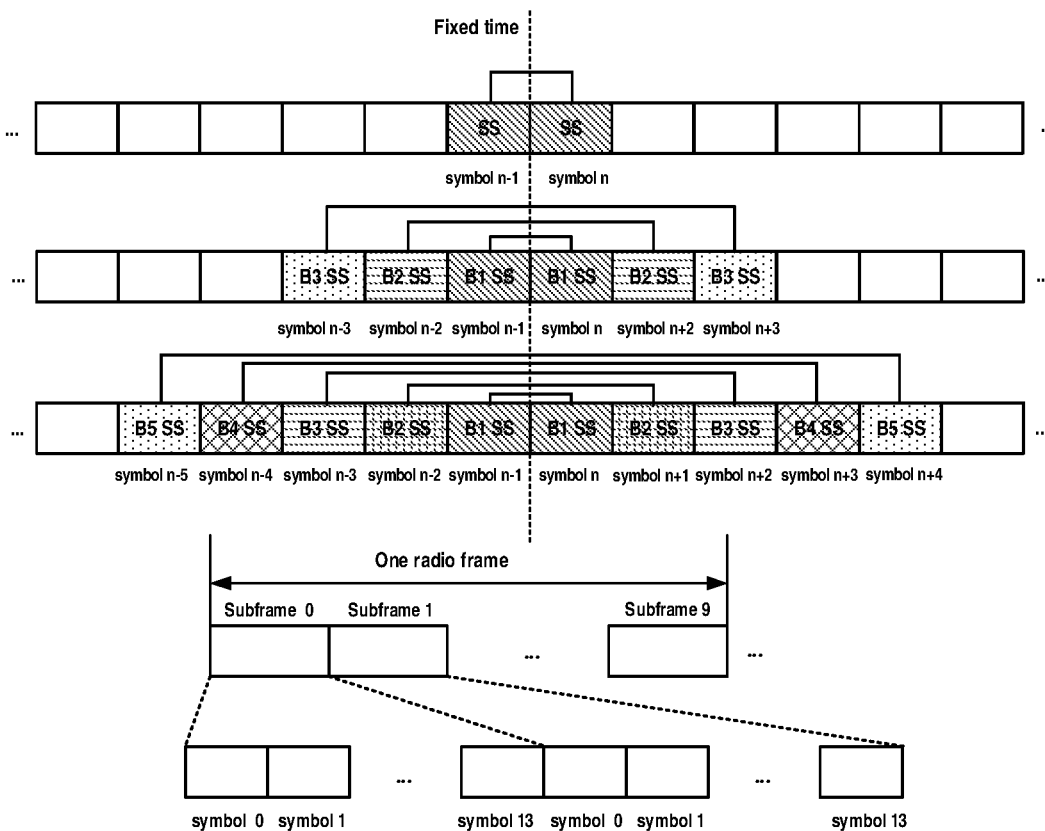 Fixed time
... SS SS .
symbol n-1 symbol n
... B3 SS B2 SS B1 SS B1 SS B2 SS B3 SS ..
symbol n-3 symbol n-2 symbol n-1 symbol n symbol n+2 symbol n+3
... B5 SS B4 SS B3 SS B2 SS B1 SS B1 SS B2 SS B3 SS B4 SS B5 SS ..
symbol n-5 symbol n-4 symbol n-3 symbol n-2 symbol n-1 symbol n symbol n+1 symbol n+2 symbol n+3 symbol n+4
One radio frame
Subframe 0 Subframe 1 Subframe 9
... ...
... ...
symbol 0 symbol 1 symbol 13 symbol 0 symbol 1 symbol 13